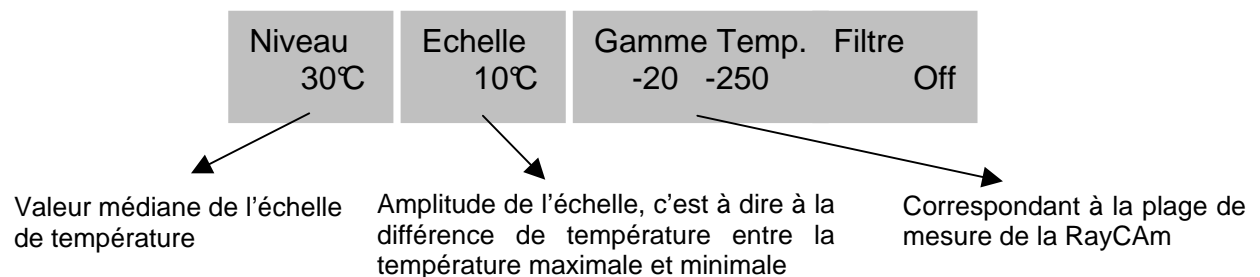 Niveau Echelle Gamme Temp. Filtre
30°C 10°C -20 -250 Off
Valeur médiane de l'échelle
de température
Amplitude de l'échelle, c'est à dire à la
différence de température entre la
température maximale et minimale
Correspondant à la plage de
mesure de la RayCAm